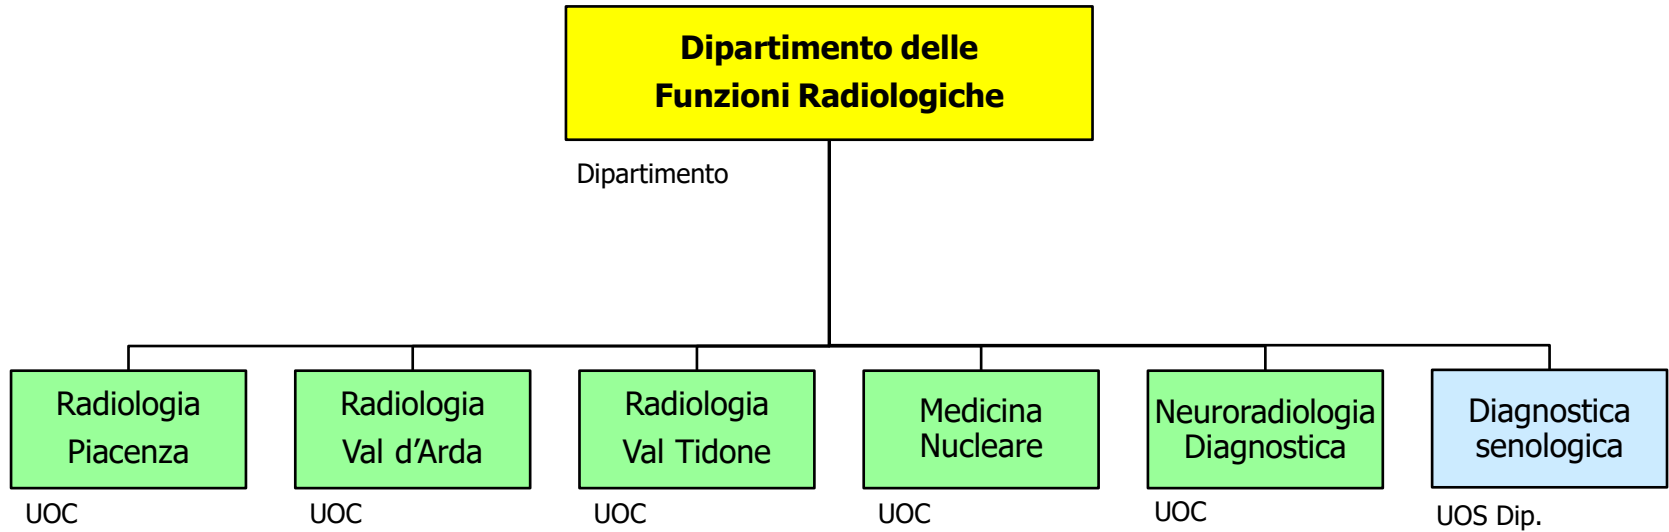 Dipartimento delle
Funzioni Radiologiche
Dipartimento
Radiologia
Piacenza
UOC
Radiologia
Val d’Arda
UOC
Radiologia
Val Tidone
UOC
Medicina
Nucleare
UOC
Neuroradiologia
Diagnostica
UOC
Diagnostica
senologica
UOS Dip.